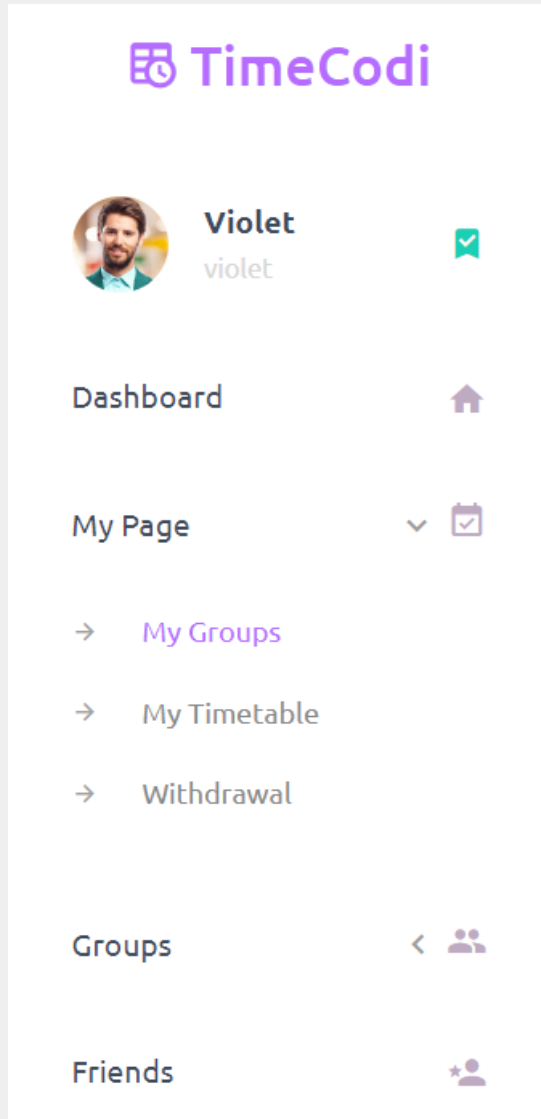 TimeCodi
Violet
violet
Dashboard
My Page
My Groups
My Timetable
Withdrawal
Groups
Friends